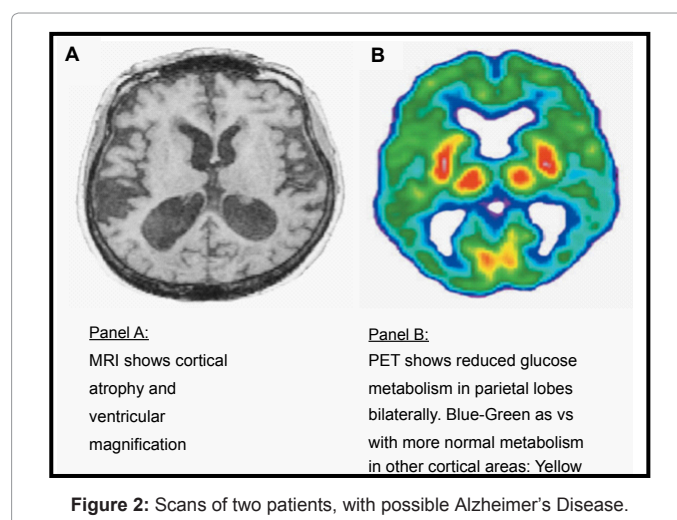 A
B
Panel A:
MRI shows cortical
atrophy and
ventricular
magnification
Panel B:
PET shows reduced glucose
metabolism in parietal lobes
bilaterally. Blue-Green as vs
with more normal metabolism
in other cortical areas: Yellow
Figure 2: Scans of two patients, with possible Alzheimer's Disease.